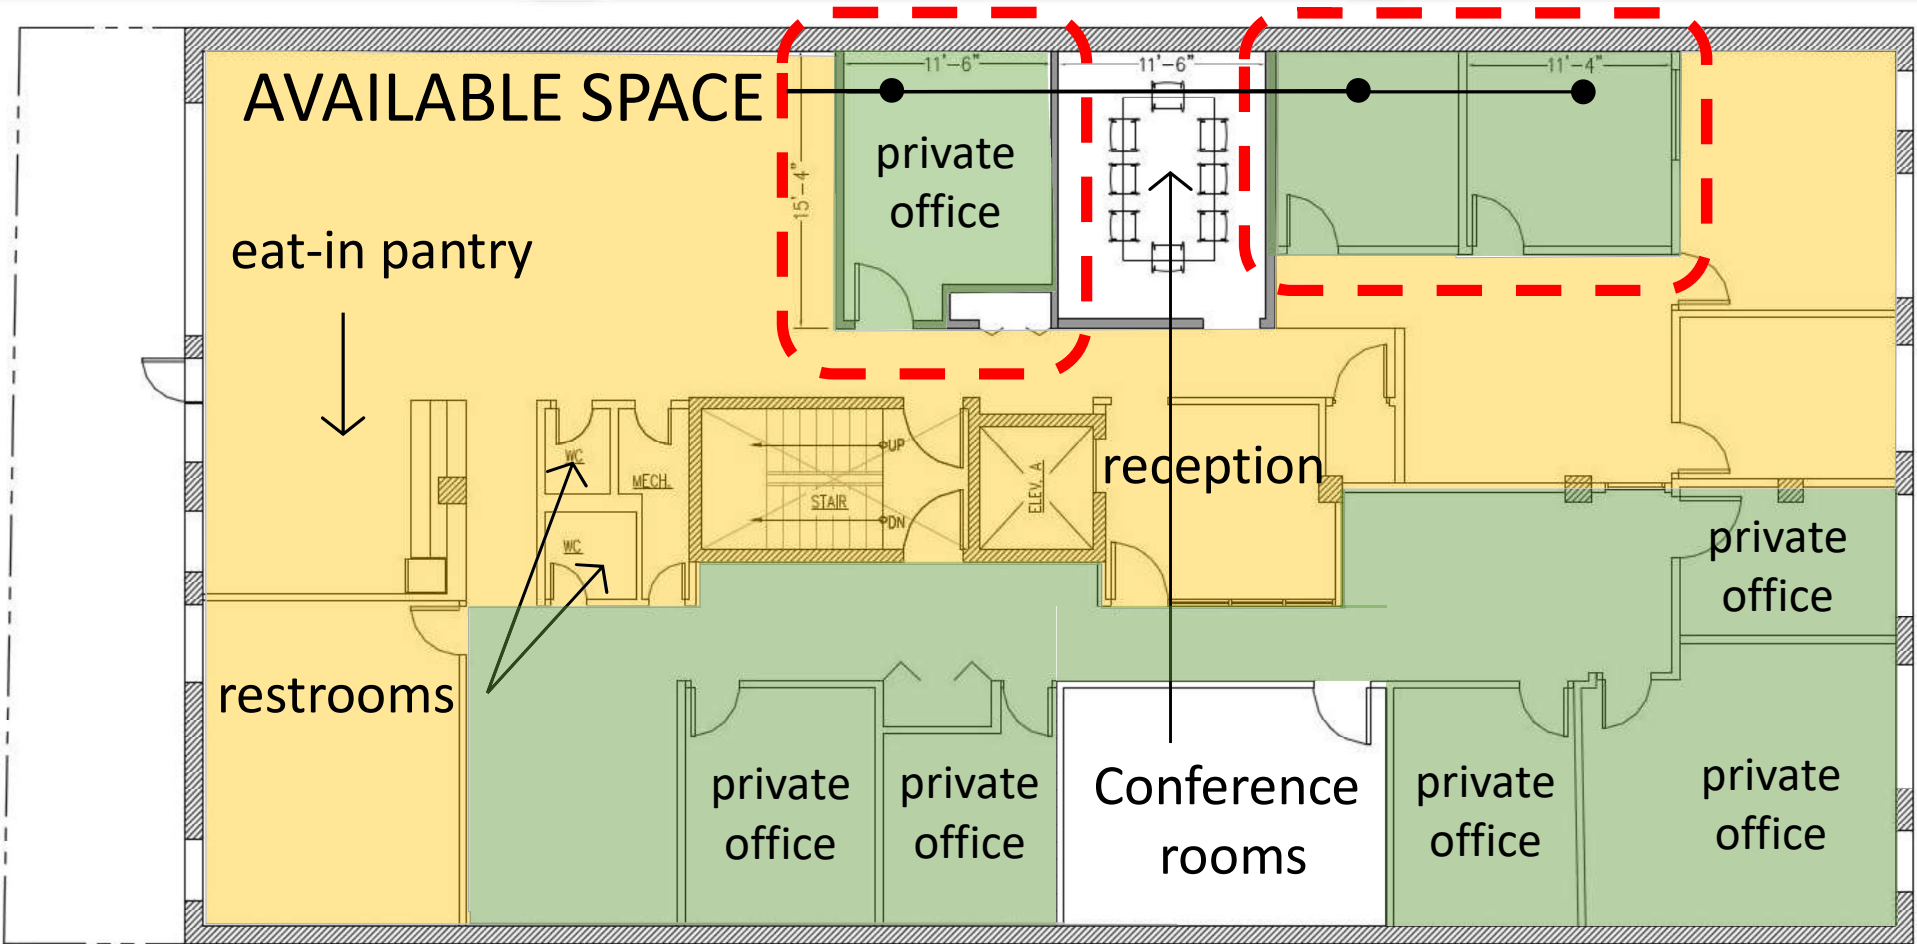 AVAILABLE SPACE
11'-6"
11'-6"
11'-4"
15'-4"
private
office
eat-in pantry
WC
MECH.
UP
STAIR
DN
ELEV. A
reception
WC
private
office
restrooms
private
office
private
office
Conference
rooms
private
office
private
office